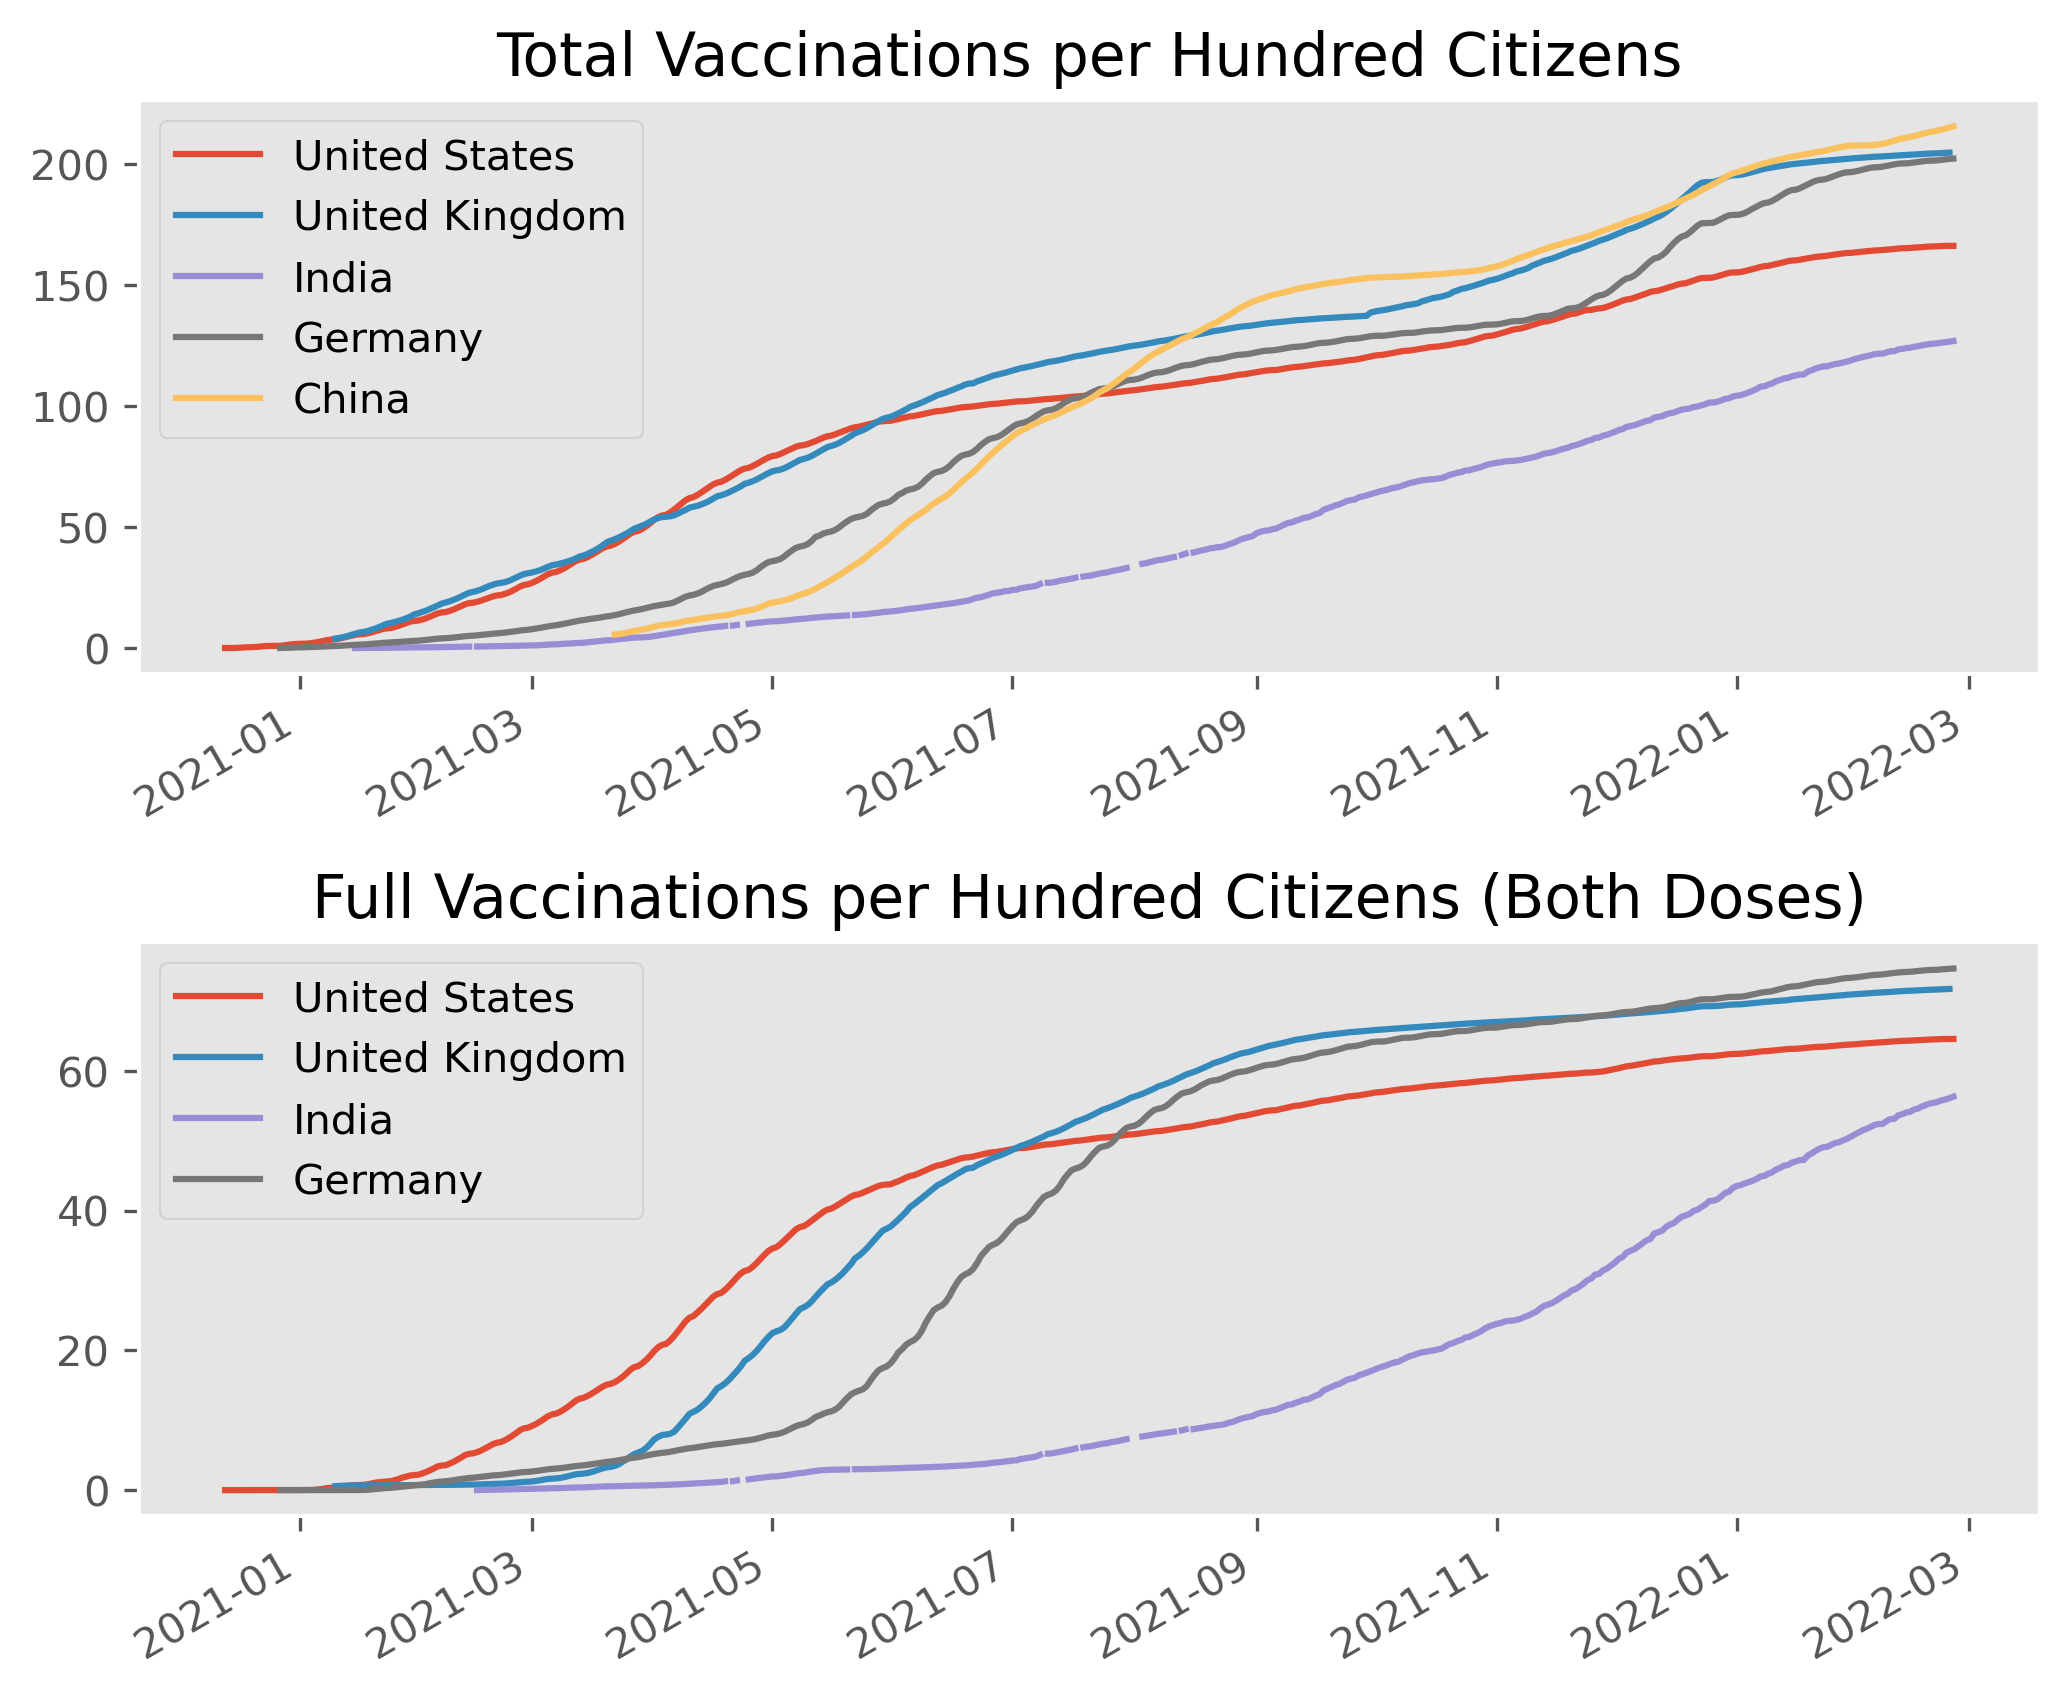 Total Vaccinations per Hundred Citizens
United States
United Kingdom
India
Germany
China
200
150
100
50
0
2021-01
2021-03
2021-05
2021-07
2021-09
2021-11
2022-01
2022-03
Full Vaccinations per Hundred Citizens (Both Doses)
United States
United Kingdom
India
Germany
60
40
20
0
2021-01
2021-03
2021-05
2021-07
2021-09
2021-11
2022-01
2022-03